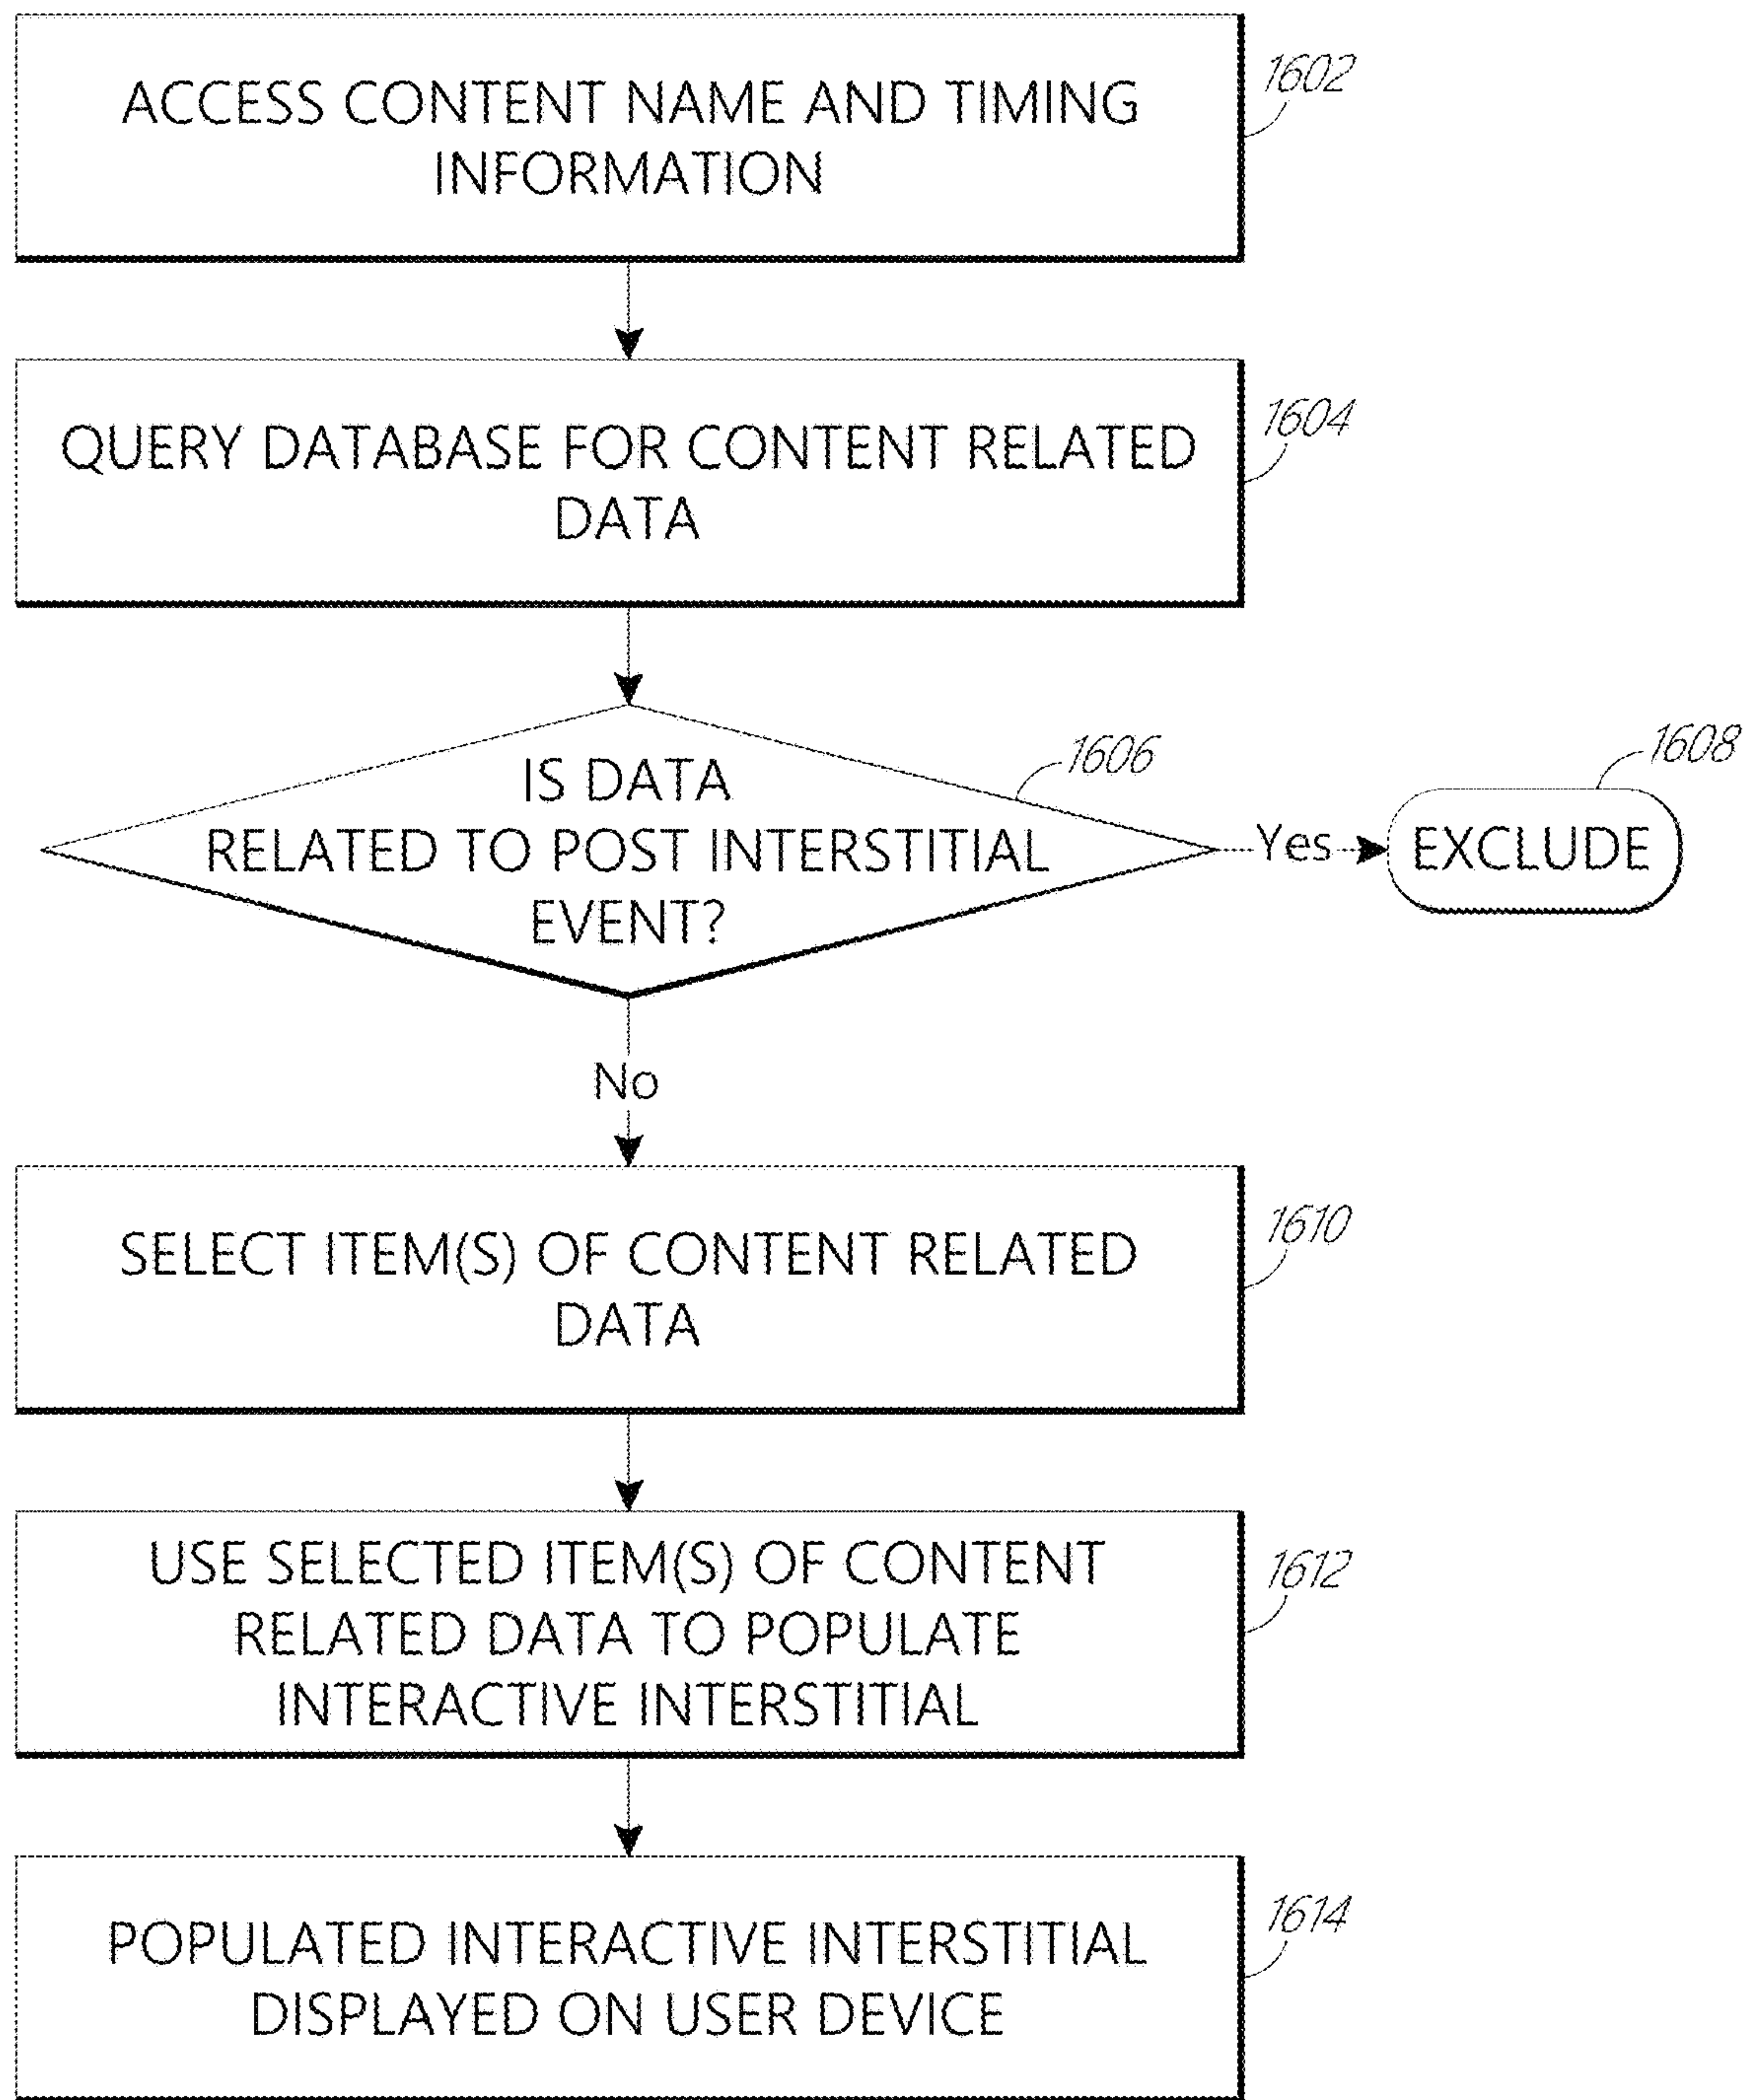 ACCESS CONTENT NAME AND TIMING
INFORMATION
1602
QUERY DATABASE FOR CONTENT RELATED
DATA
1604
IS DATA
RELATED TO POST INTERSTITIAL
EVENT?
1606
Yes
EXCLUDE
1608
No
SELECT ITEM(S) OF CONTENT RELATED
DATA
1610
USE SELECTED ITEM(S) OF CONTENT
RELATED DATA TO POPULATE
INTERACTIVE INTERSTITIAL
1612
POPULATED INTERACTIVE INTERSTITIAL
DISPLAYED ON USER DEVICE
1614